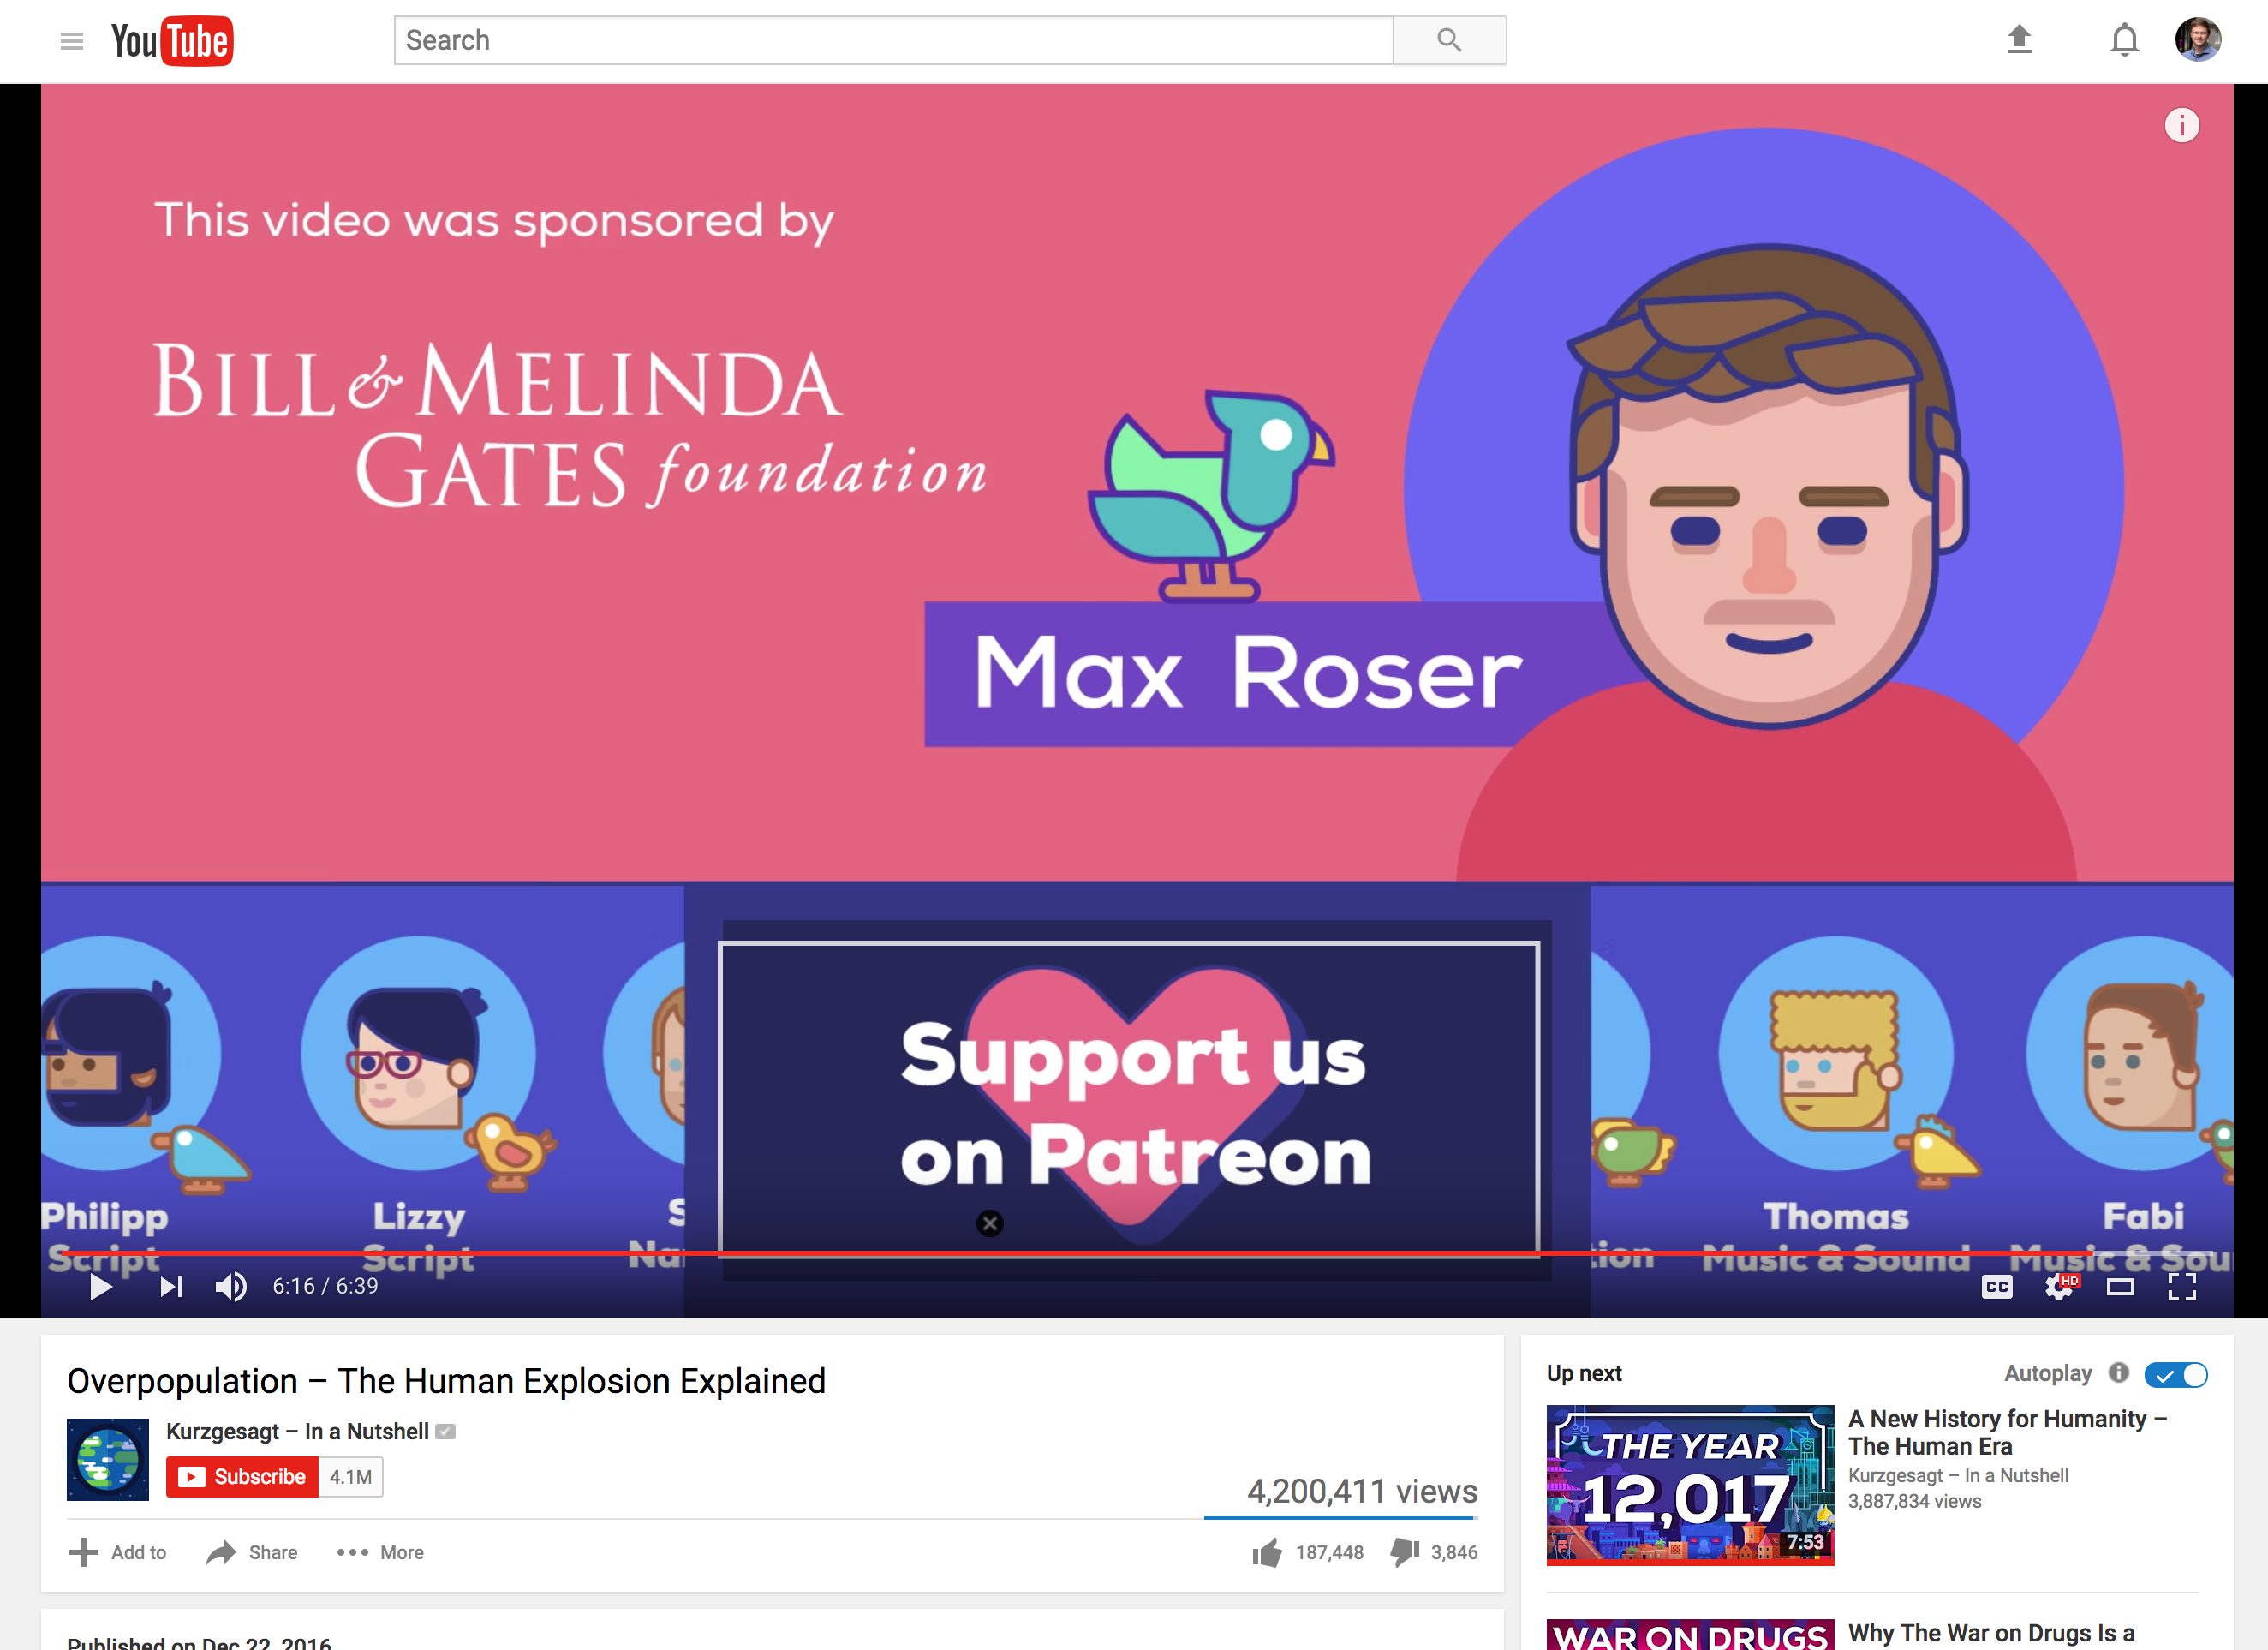 YouTube
Search
This video was sponsored by
BILL & MELINDA
GATES foundation
Max Roser
Support us
on Patreon
Philipp
Script
Lizzy
Script
S
Na
tion
Thomas
Music & Sound
Fabi
Music & Sou
6:16 / 6:39
CC
HD
Overpopulation – The Human Explosion Explained
Kurzgesagt – In a Nutshell
Subscribe 4.1M
4,200,411 views
Add to Share More
187,448 3,846
Published on Dec 22, 2016
Up next
Autoplay
THE YEAR
12,017
7:53
A New History for Humanity –
The Human Era
Kurzgesagt – In a Nutshell
3,887,834 views
WAR ON DRUGS
Why The War on Drugs Is a